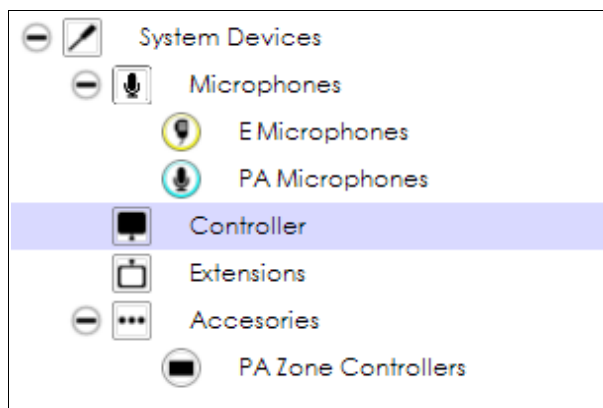 System Devices
Microphones
E Microphones
PA Microphones
Controller
Extensions
Accesories
PA Zone Controllers